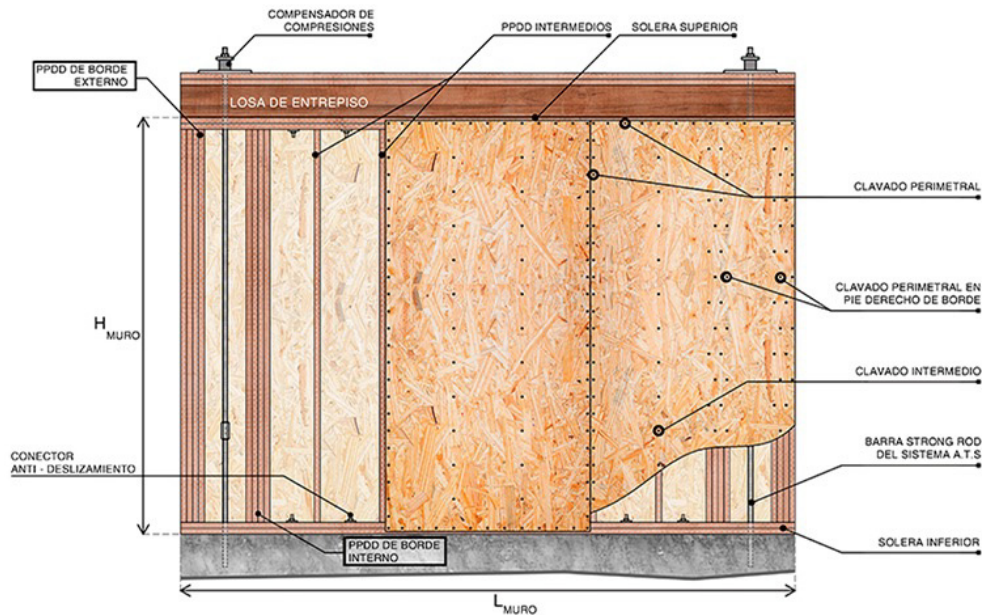 COMPENSADOR DE
COMPRESIONES
PPDD INTERMEDIOS
SOLERA SUPERIOR
PPDD DE BORDE
EXTERNO
LOSA DE ENTREPISO
CLAVADO PERIMETRAL
CLAVADO PERIMETRAL EN
PIE DERECHO DE BORDE
H MURO
CLAVADO INTERMEDIO
BARRA STRONG ROD
DEL SISTEMA A.T.S
CONECTOR
ANTI - DESLIZAMIENTO
SOLERA INFERIOR
PPDD DE BORDE
INTERNO
L MURO